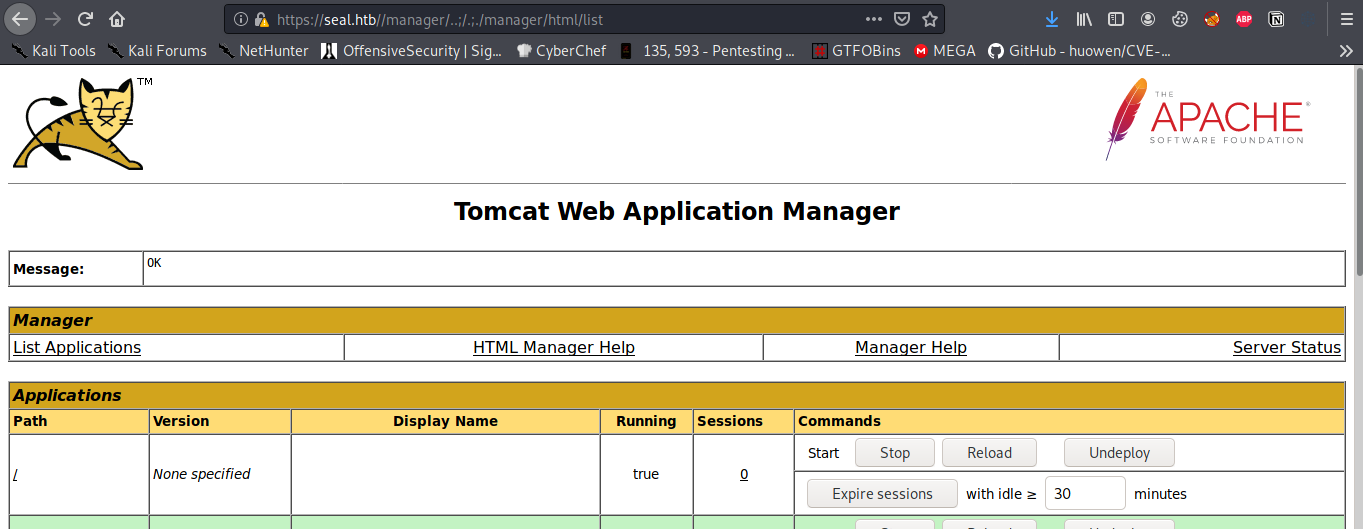 https://seal.htb//manager/..;/.;./manager/html/list
ABP
N
Kali Tools Kali Forums NetHunter OffensiveSecurity | Sig... CyberChef 135, 593 - Pentesting ... GTFOBins M MEGA GitHub - huowen/CVE-...
TM
THE
APACHE®
SOFTWARE FOUNDATION
Tomcat Web Application Manager
Message: OK
Manager
List Applications HTML Manager Help Manager Help Server Status
Applications
Path Version Display Name Running Sessions Commands
/ None specified true 0 Start Stop Reload Undeploy
Expire sessions with idle ≥ 30 minutes